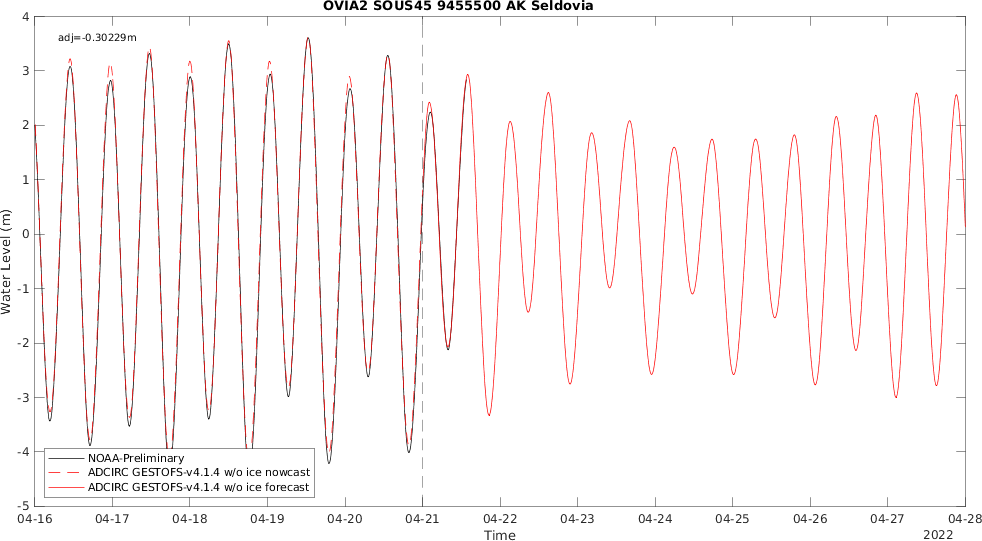 OVIA2 SOUS45 9455500 AK Seldovia
adj=-0.30229m
4
3
2
1
0
-1
-2
-3
-4
-5
Water Level (m)
NOAA-Preliminary
ADCIRC GESTOFS-v4.1.4 w/o ice nowcast
ADCIRC GESTOFS-v4.1.4 w/o ice forecast
04-16 04-17 04-18 04-19 04-20 04-21 04-22 04-23 04-24 04-25 04-26 04-27 04-28
Time
2022